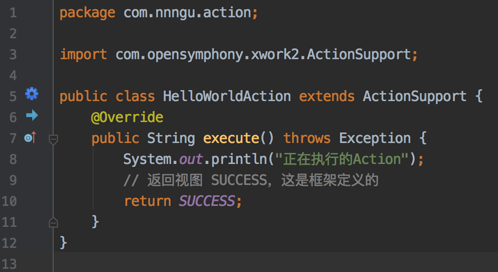 1 package com.nnngu.action;
2
3 import com.opensymphony.xwork2.ActionSupport;
4
5 public class HelloWorldAction extends ActionSupport {
6 @Override
7 public String execute() throws Exception {
8 System.out.println("正在执行的Action");
9 // 返回视图 SUCCESS，这是框架定义的
10 return SUCCESS;
11 }
12 }
13